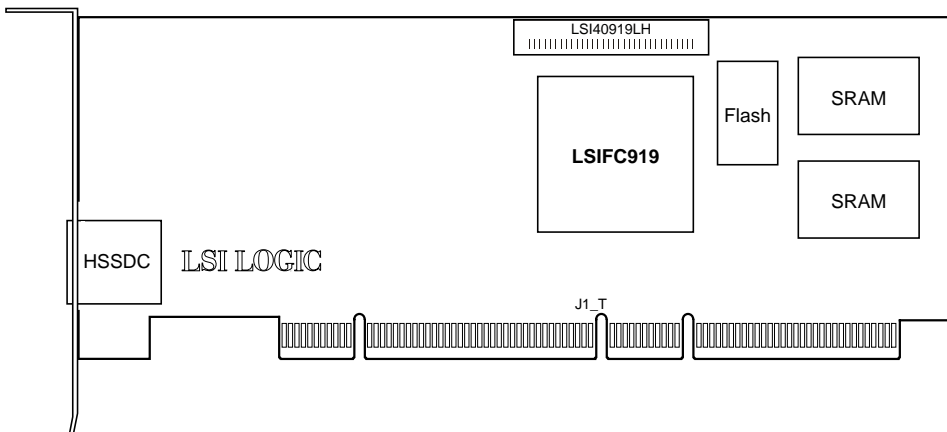 LSI40919LH
Flash
SRAM
LSIFC919
SRAM
HSSDC
LSI LOGIC
J1_T